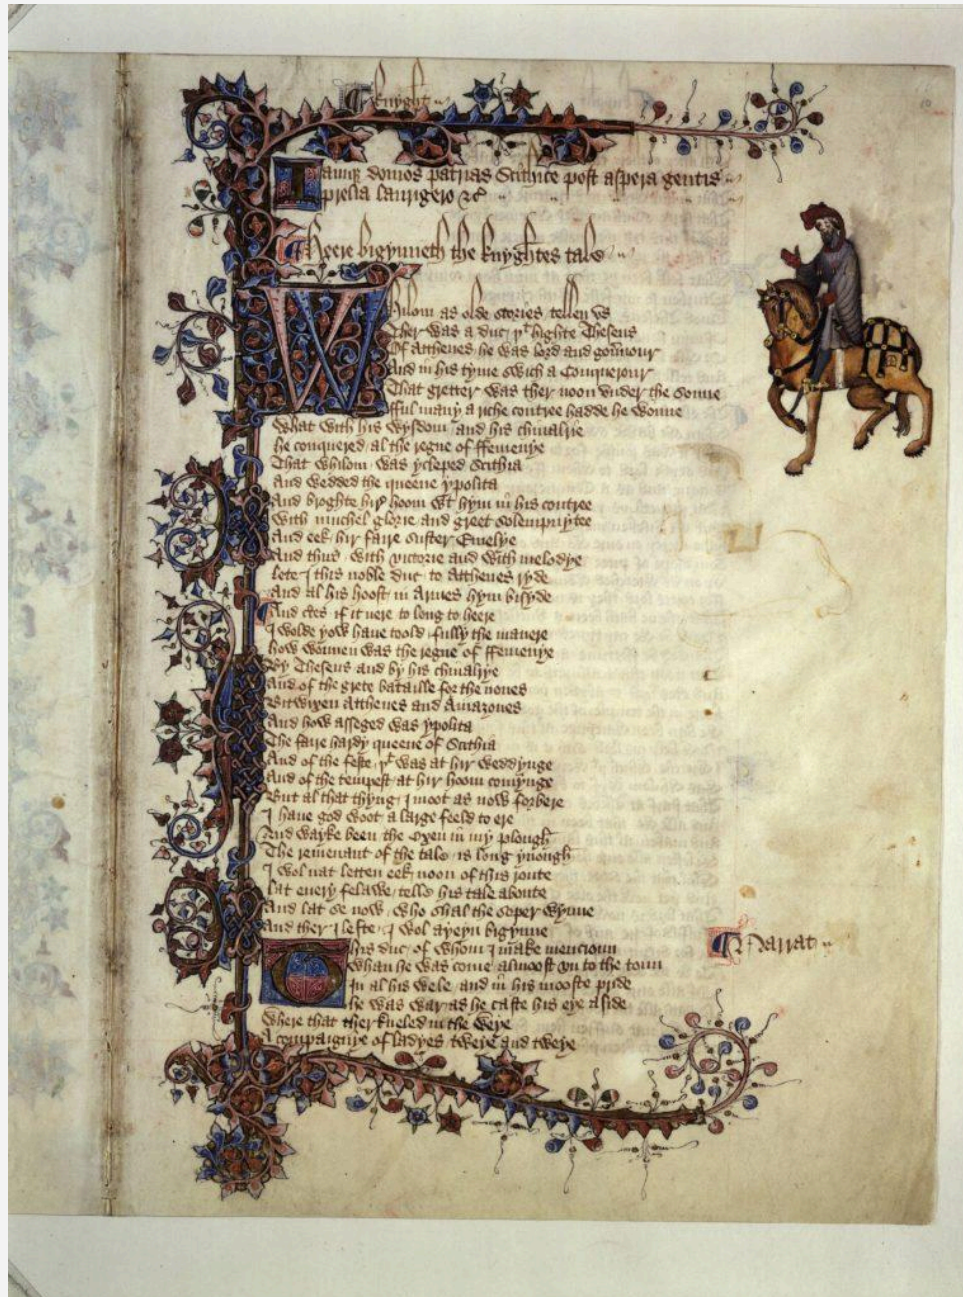 Knyght
Iamque domos patrias Scithice post aspera gentis
prelia laurigero &c
Heere bigynneth the knyghtes tale
Whilom as olde stories tellen vs
Ther was a duc þt highte Theseus
Of Atthenes he was lord and gouernour
And in his tyme swich a Conquerour
That gretter was ther noon vnder the sonne
fful many a riche contree hadde he wonne
What with his wysdom and his chiualrie
he conquered al the regne of ffemenye
That whilom was ycleped Scithia
And wedded the queene ypolita
And broghte hir hoom wt hym in his contree
With muchel glorie and greet solempnytee
And eek hir faire suster Emelye
And thus with victorie and with melodye
lete I this noble duc to Atthenes ryde
And al his hoost in Armes hym bisyde
And certes if it nere to long to heere
I wolde yow haue toold fully the manere
how wonnen was the regne of ffemenye
By Theseus and by his chiualrye
And of the grete bataille for the nones
Bitwixen Atthenes and Amazones
And how asseged was ypolita
The faire hardy queene of Scithia
And of the feste þt was at hir weddynge
And of the tempest at hir hoom comynge
But al that thyng I moot as now forbere
I haue god woot a large feeld to ere
And wayke been the Oxen in my plough
The remenant of the tale is long ynough
I wol nat letten eek noon of this route
lat euery felawe telle his tale aboute
And lat se now who shal the soper wynne
And ther I lefte I wol ayeyn bigynne
This duc of whom I make mencioun
Narrat
Whan he was come almoost vn to the toun
In al his wele and in his mooste pride
he was war as he caste his eye aside
Where that ther kneled in the weye
A compaignye of ladyes tweye and tweye